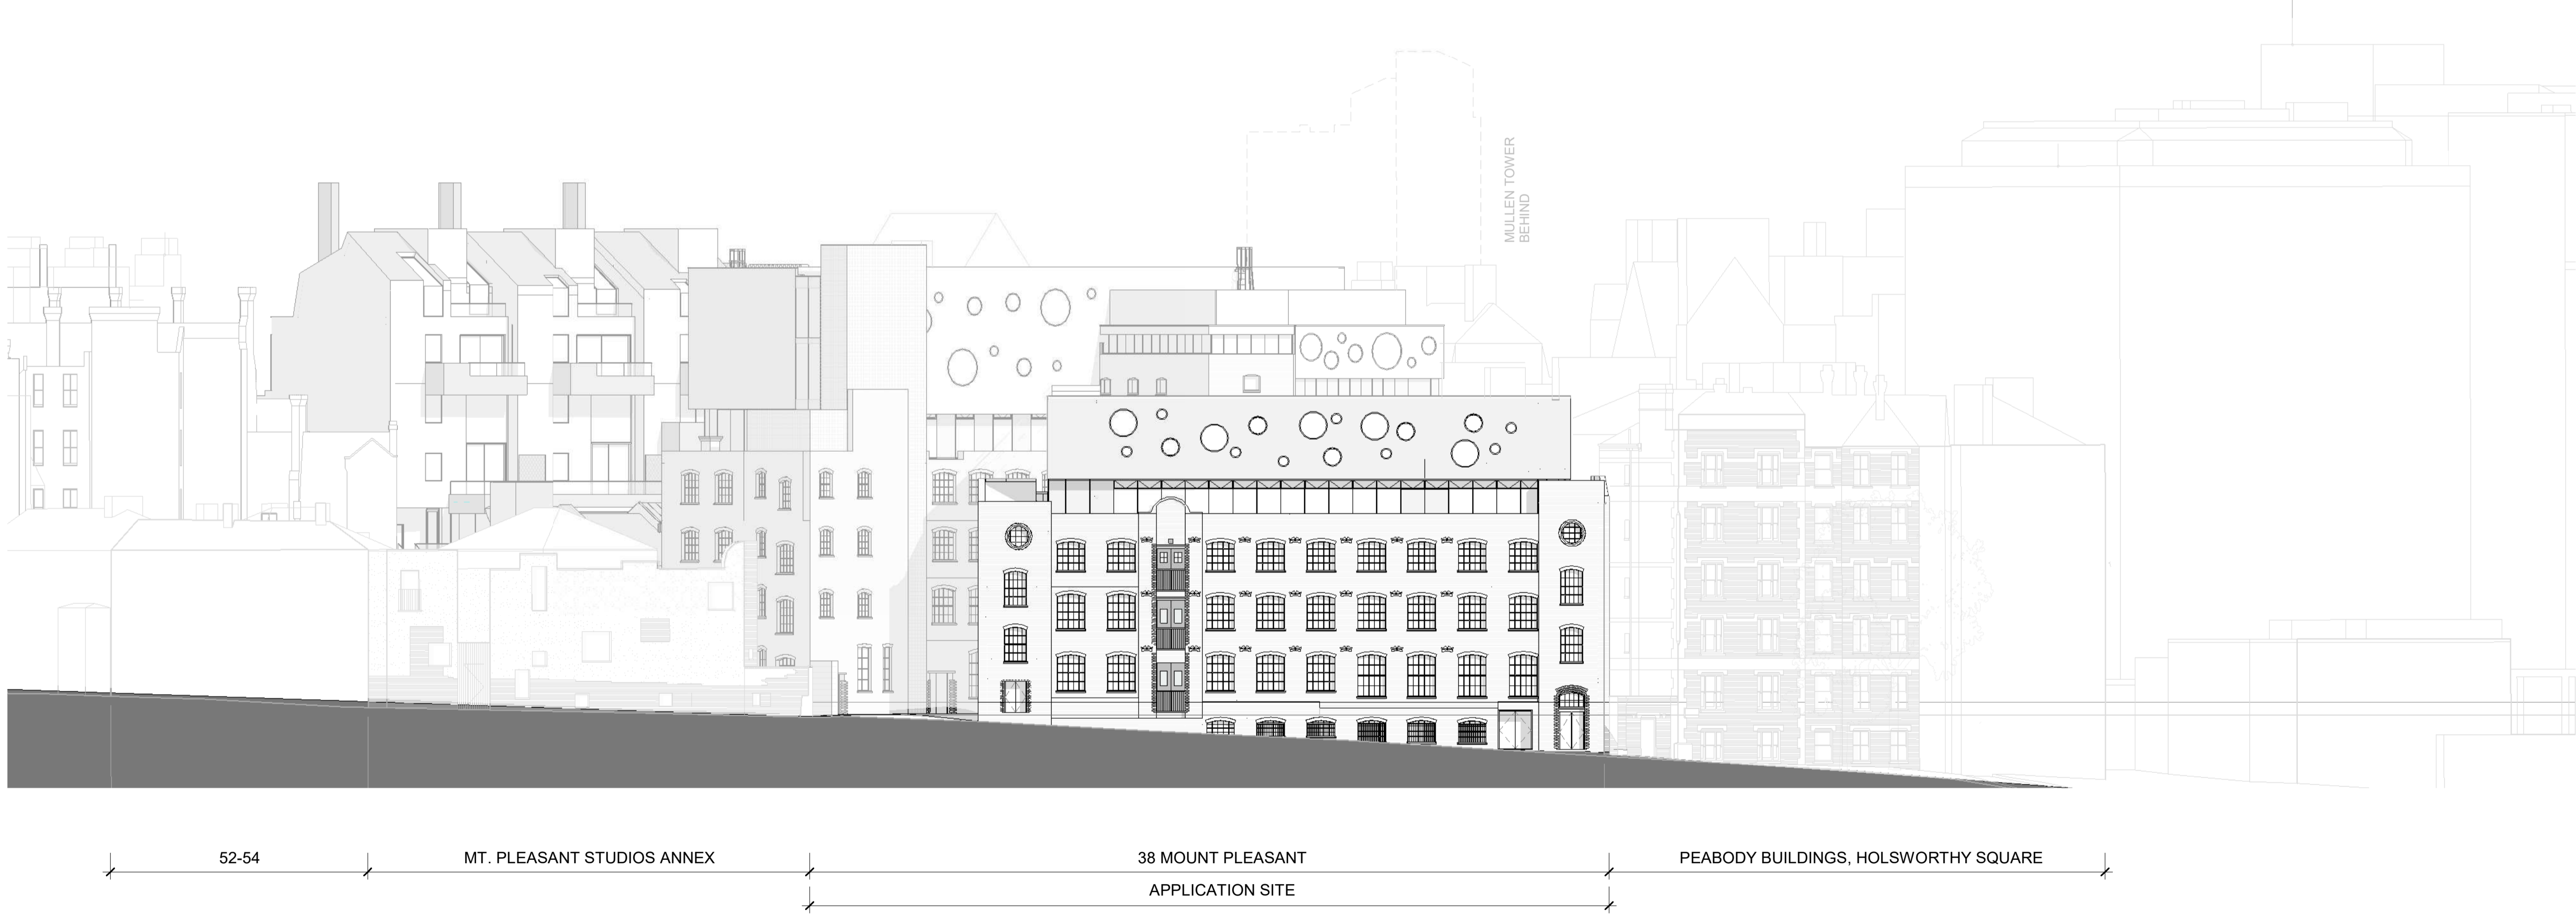 MULLEN TOWER
BEHIND
52-54
MT. PLEASANT STUDIOS ANNEX
38 MOUNT PLEASANT
PEABODY BUILDINGS, HOLSWORTHY SQUARE
APPLICATION SITE